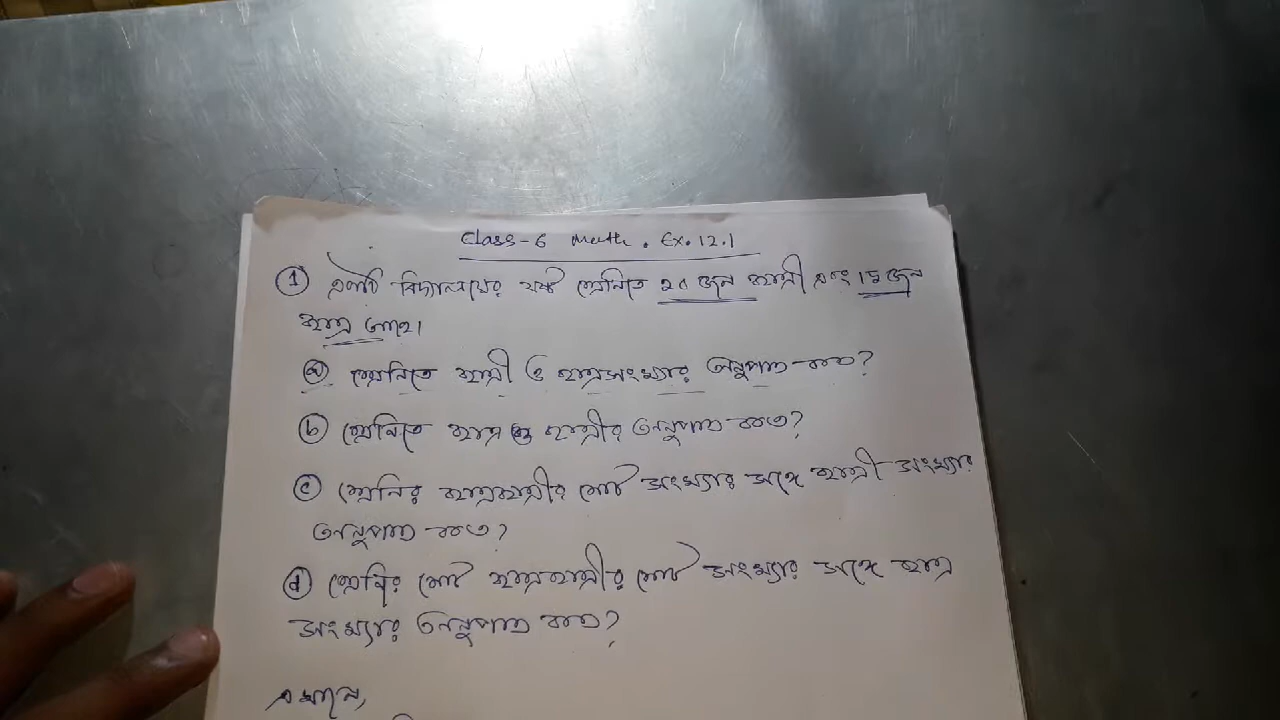 Class-6 Math. Ex. 12.1
① একটি বিদ্যালয়ের ষষ্ঠ শ্রেনিতে ২০ জন ছাত্রী এবং ১৫ জন
ছাত্র আছে।
ⓐ শ্রেনিতে ছাত্রী ও ছাত্রসংখ্যার অনুপাত কত?
ⓑ শ্রেনিতে ছাত্র ও ছাত্রীর অনুপাত কত?
ⓒ শ্রেনির ছাত্রছাত্রীর মোট সংখ্যার সঙ্গে ছাত্রী সংখ্যার
অনুপাত কত?
ⓓ শ্রেনির মোট ছাত্রছাত্রীর মোট সংখ্যার সঙ্গে ছাত্র
সংখ্যার অনুপাত কত?
এখানে,